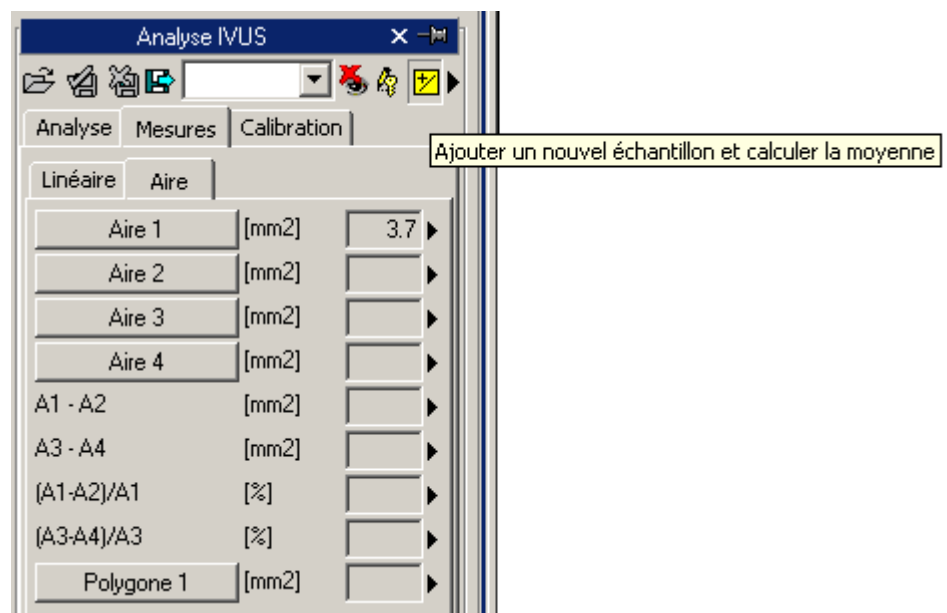 Analyse IVUS
Analyse Mesures Calibration
Ajouter un nouvel échantillon et calculer la moyenne
Linéaire Aire
Aire 1 [mm2] 3.7
Aire 2 [mm2]
Aire 3 [mm2]
Aire 4 [mm2]
A1 - A2 [mm2]
A3 - A4 [mm2]
(A1-A2)/A1 [%]
(A3-A4)/A3 [%]
Polygone 1 [mm2]